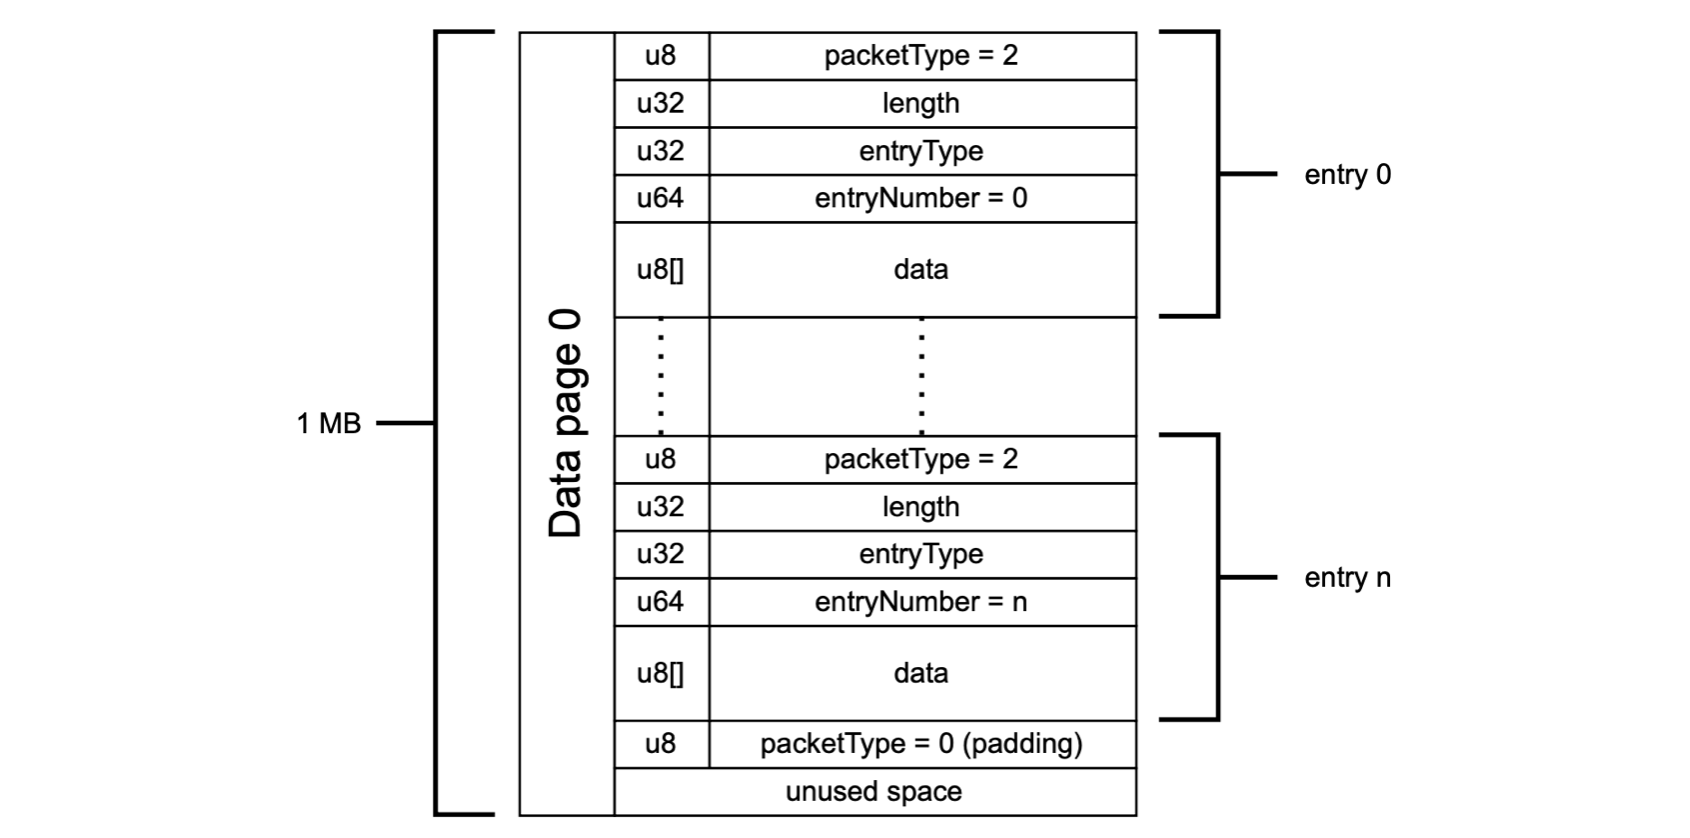 u8 packetType = 2
u32 length
u32 entryType
u64 entryNumber = 0
u8[] data
entry 0
1 MB
Data page 0
u8 packetType = 2
u32 length
u32 entryType
u64 entryNumber = n
u8[] data
entry n
u8 packetType = 0 (padding)
unused space